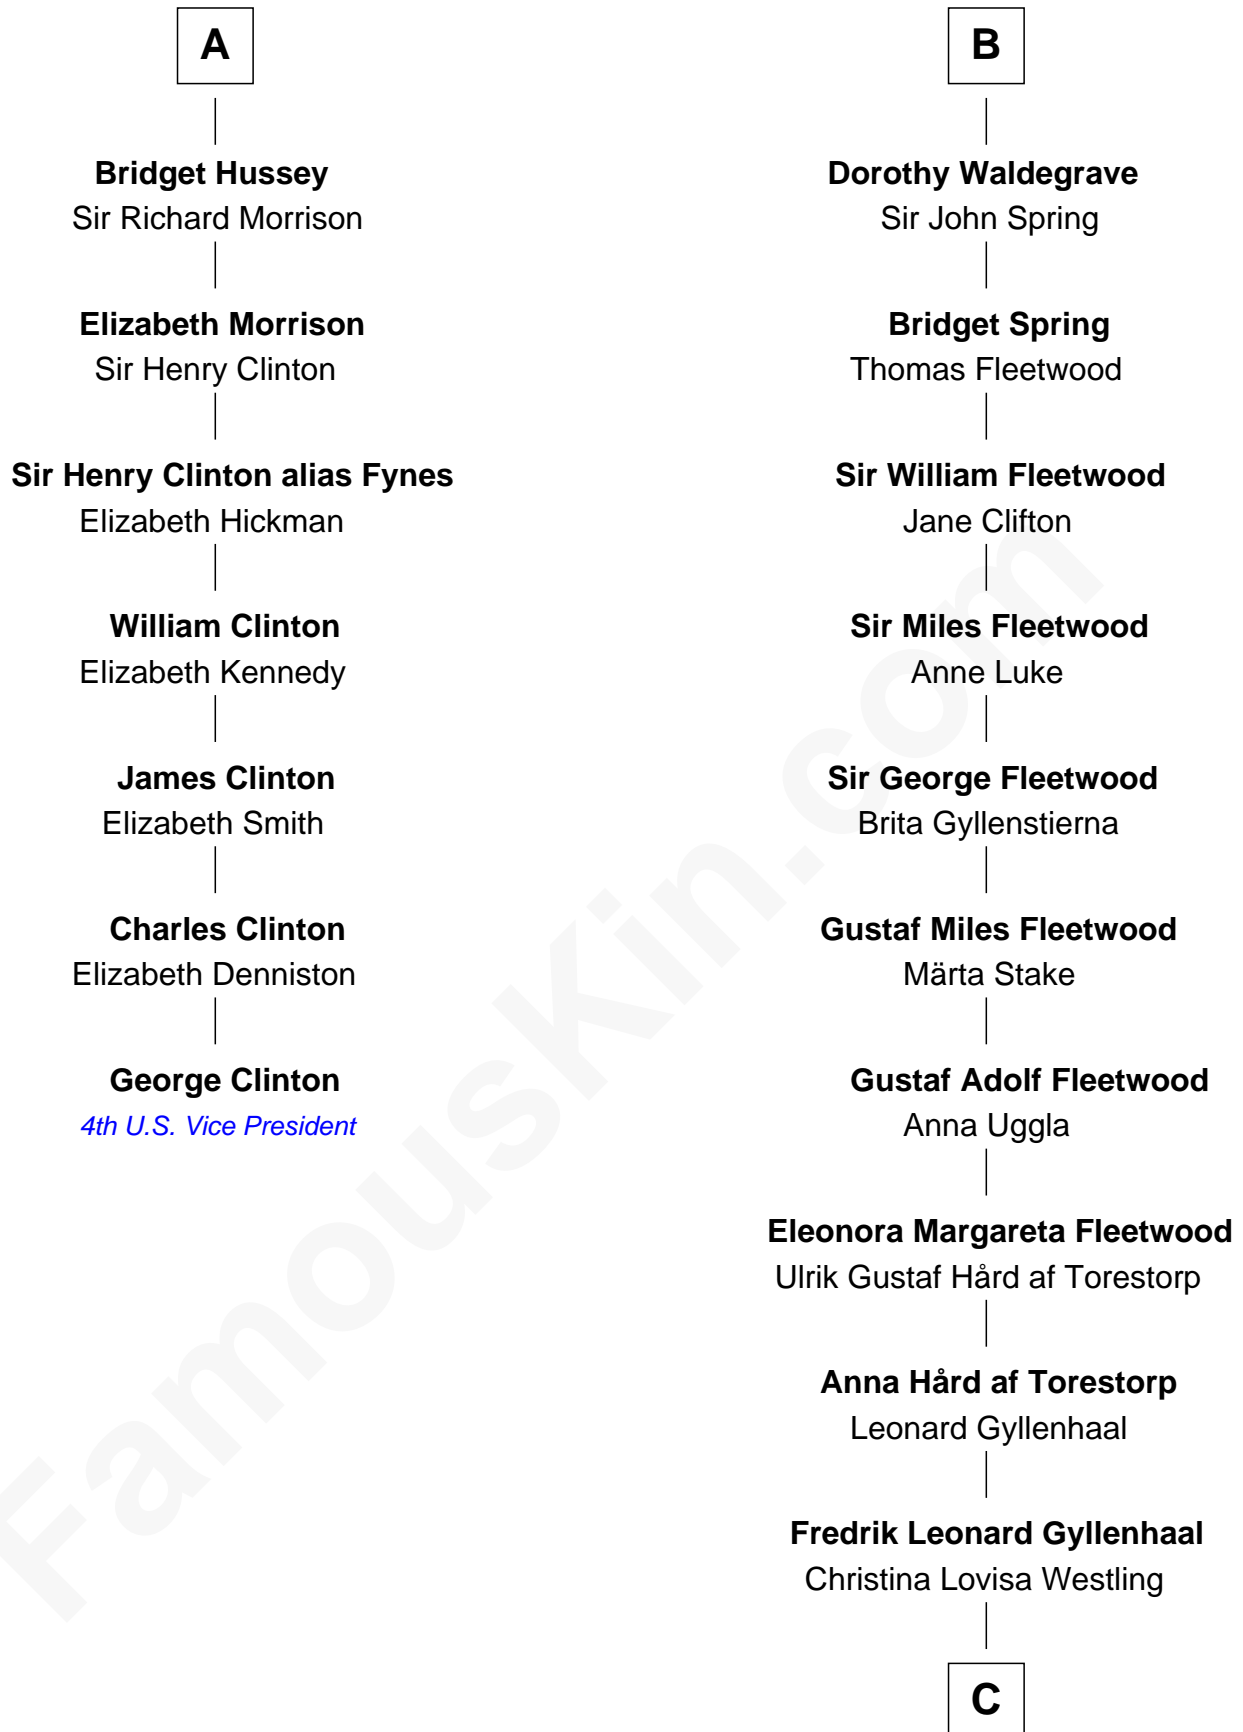 A
Bridget Hussey
Sir Richard Morrison
Elizabeth Morrison
Sir Henry Clinton
Sir Henry Clinton alias Fynes
Elizabeth Hickman
William Clinton
Elizabeth Kennedy
James Clinton
Elizabeth Smith
Charles Clinton
Elizabeth Denniston
George Clinton
4th U.S. Vice President
B
Dorothy Waldegrave
Sir John Spring
Bridget Spring
Thomas Fleetwood
Sir William Fleetwood
Jane Clifton
Sir Miles Fleetwood
Anne Luke
Sir George Fleetwood
Brita Gyllenstierna
Gustaf Miles Fleetwood
Märta Stake
Gustaf Adolf Fleetwood
Anna Uggla
Eleonora Margareta Fleetwood
Ulrik Gustaf Hård af Torestorp
Anna Hård af Torestorp
Leonard Gyllenhaal
Fredrik Leonard Gyllenhaal
Christina Lovisa Westling
C
FamousKin.com